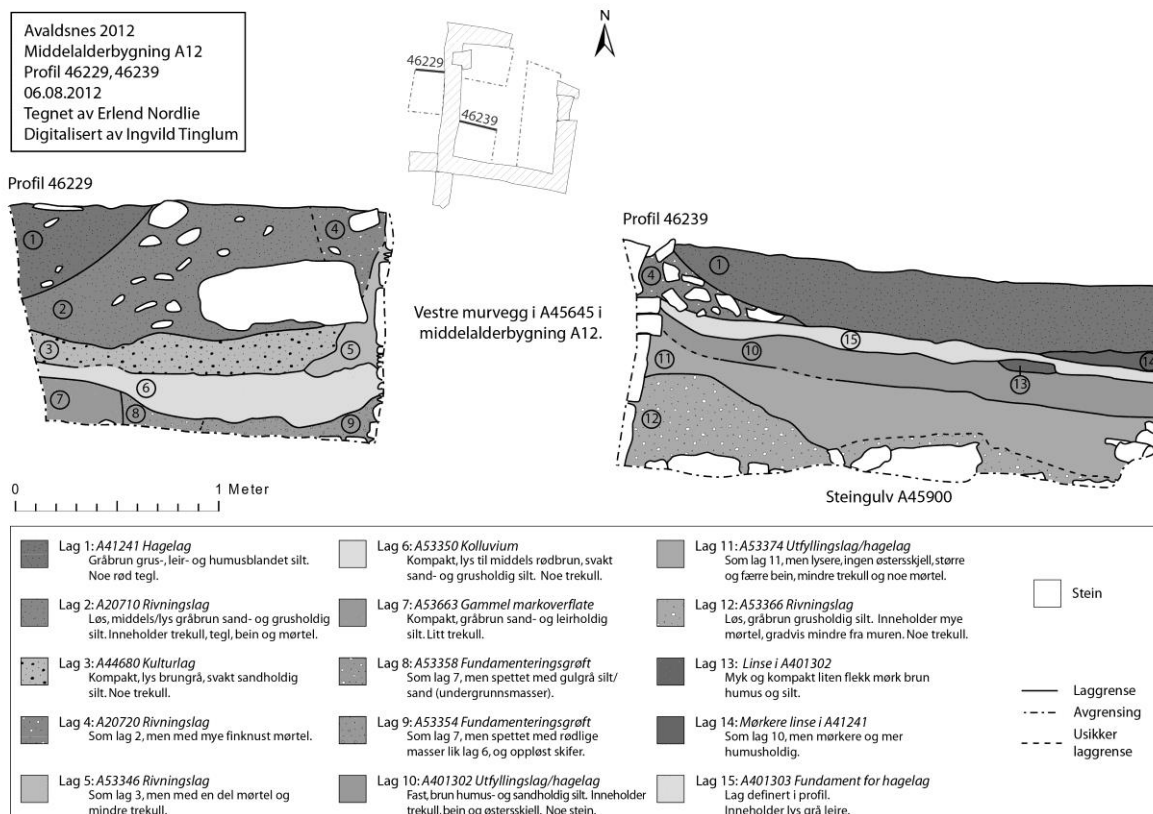 Avaldsnes 2012
Middelalderbygning A12
Profil 46229, 46239
06.08.2012
Tegnet av Erlend Nordlie
Digitalisert av Ingvild Tinglum
N
46229
46239
Profil 46229
1
4
2
3
5
6
7
8
9
Vestre murvegg i A45645 i
middelalderbygning A12.
Profil 46239
4
1
15
10
11
14
13
12
Steingulv A45900
0 1 Meter
Lag 1: A41241 Hagelag
Gråbrun grus-, leir- og humusblandet silt.
Noe rød tegl.
Lag 2: A20710 Rivningslag
Løs, middels/lys gråbrun sand- og grusholdig
silt. Inneholder trekull, tegl, bein og mørtel.
Lag 3: A44680 Kulturlag
Kompakt, lys brungrå, svakt sandholdig
silt. Noe trekull.
Lag 4: A20720 Rivningslag
Som lag 2, men med mye finknust mørtel.
Lag 5: A53346 Rivningslag
Som lag 3, men med en del mørtel og
mindre trekull.
Lag 6: A53350 Kolluvium
Kompakt, lys til middels rødbrun, svakt
sand- og grusholdig silt. Noe trekull.
Lag 7: A53663 Gammel markoverflate
Kompakt, gråbrun sand- og leirholdig
silt. Litt trekull.
Lag 8: A53358 Fundamenteringsgrøft
Som lag 7, men spettet med gulgrå silt/
sand (undergrunnsmasser).
Lag 9: A53354 Fundamenteringsgrøft
Som lag 7, men spettet med rødlige
masser lik lag 6, og oppløst skifer.
Lag 10: A401302 Utfyllingslag/hagelag
Fast, brun humus- og sandholdig silt. Inneholder
trekull, bein og østersskjell. Noe stein.
Lag 11: A53374 Utfyllingslag/hagelag
Som lag 11, men lysere, ingen østersskjell, større
og færre bein, mindre trekull og noe mørtel.
Lag 12: A53366 Rivningslag
Løs, gråbrun grusholdig silt. Inneholder mye
mørtel, gradvis mindre fra muren. Noe trekull.
Lag 13: Linse i A401302
Myk og kompakt liten flekk mørk brun
humus og silt.
Lag 14: Mørkere linse i A41241
Som lag 10, men mørkere og mer
humusholdig.
Lag 15: A401303 Fundament for hagelag
Lag definert i profil.
Inneholder lys grå leire.
Stein
Laggrense
Avgrensing
Usikker
laggrense